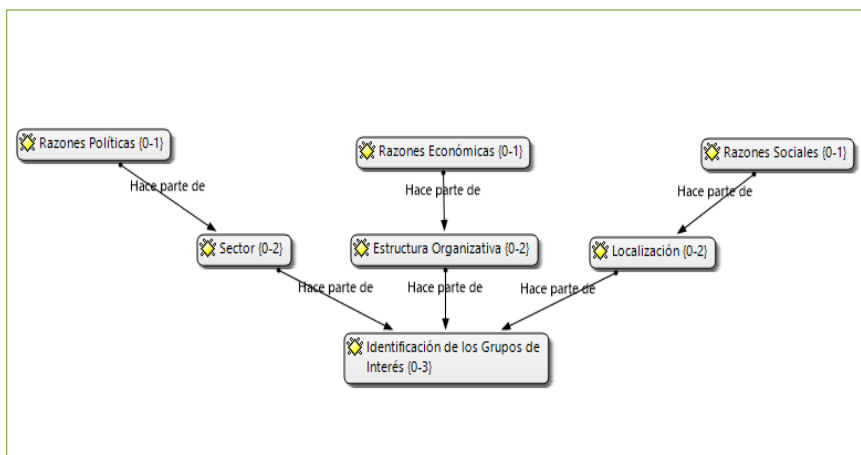 Razones Políticas {0-1}
Razones Económicas {0-1}
Razones Sociales {0-1}
Hace parte de
Hace parte de
Hace parte de
Sector {0-2}
Estructura Organizativa {0-2}
Localización {0-2}
Hace parte de
Hace parte de
Hace parte de
Identificación de los Grupos de
Interés {0-3}